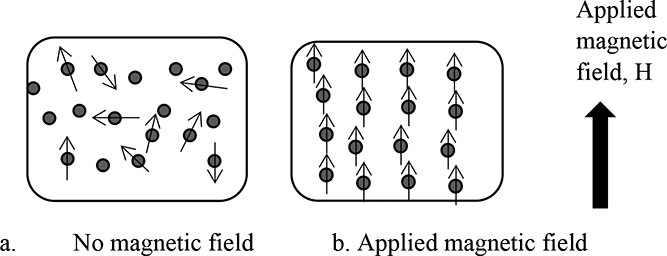 Applied
magnetic
field, H
a. No magnetic field
b. Applied magnetic field